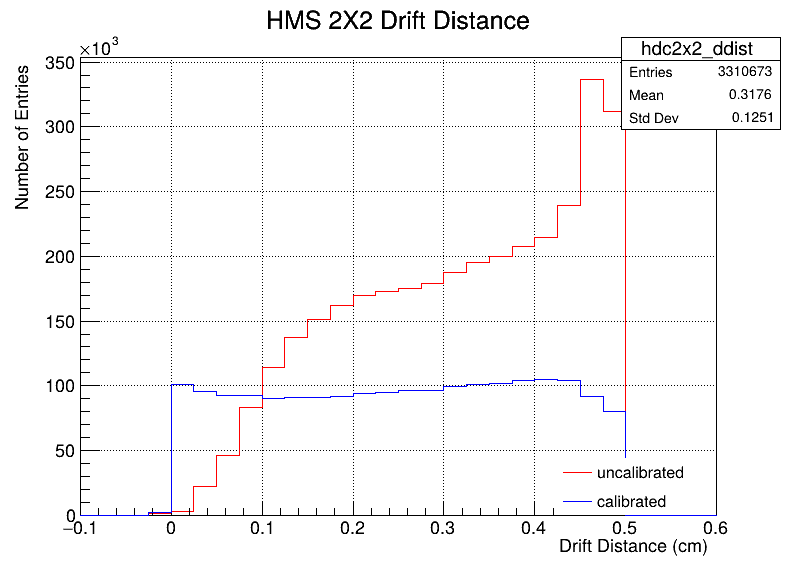 HMS 2X2 Drift Distance
×10³
hdc2x2_ddist
Entries 3310673
Mean 0.3176
Std Dev 0.1251
Number of Entries
350
300
250
200
150
100
50
0
−0.1 0 0.1 0.2 0.3 0.4 0.5 0.6
Drift Distance (cm)
uncalibrated
calibrated